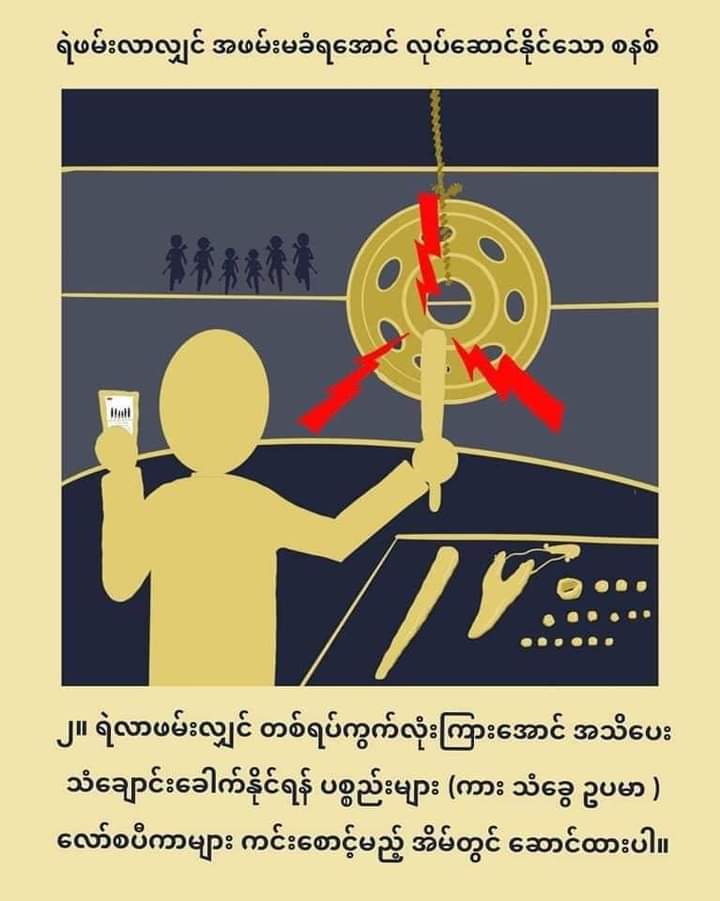 ရဲဖမ်းလာလျှင် အဖမ်းမခံရအောင် လုပ်ဆောင်နိုင်သော စနစ်
၂။ ရဲလာဖမ်းလျှင် တစ်ရပ်ကွက်လုံးကြားအောင် အသိပေး
သံချောင်းခေါက်နိုင်ရန် ပစ္စည်းများ (ကား သံခွေ ဥပမာ )
လော်စပီကာများ ကင်းစောင့်မည့် အိမ်တွင် ဆောင်ထားပါ။